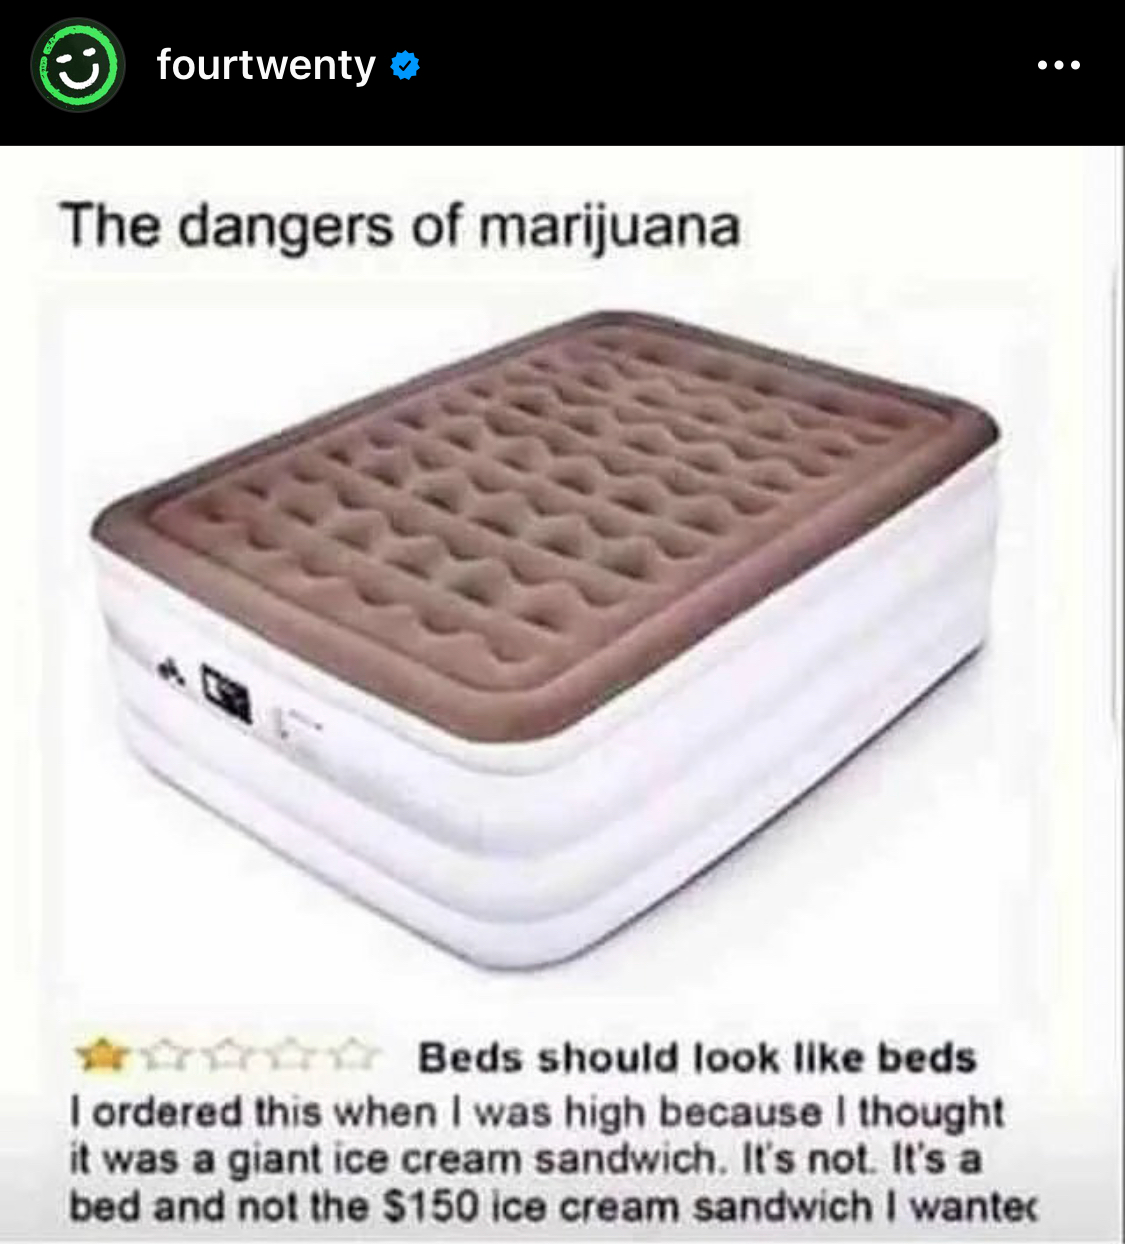 fourtwenty
The dangers of marijuana
Beds should look like beds
I ordered this when I was high because I thought
it was a giant ice cream sandwich. It's not. It's a
bed and not the $150 ice cream sandwich I wanted